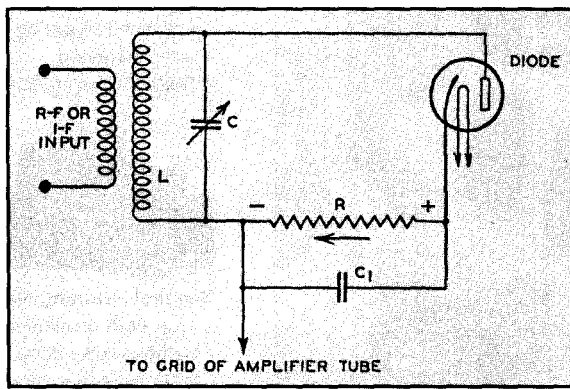 DIODE
R-F OR
I-F
INPUT
L
C
- R +
C1
TO GRID OF AMPLIFIER TUBE